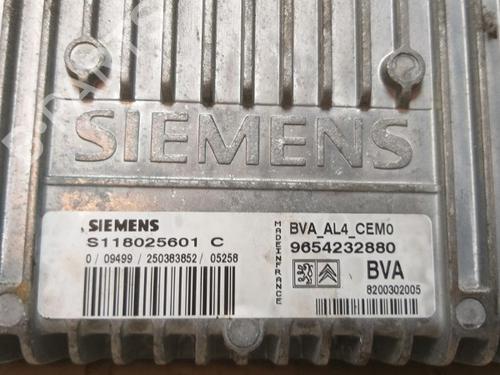 SIEMENS
SIEMENS
S118025601 C
0 / 09499 / 250383852 / 05258
MADE IN FRANCE
BVA_AL4_CEM0
9654232880
BVA
8200302005